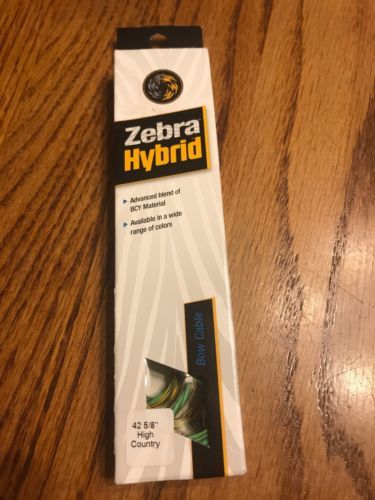 Zebra
Hybrid
Advanced blend of
BCY Material
Available in a wide
range of colors
Bow Cable
42 5/8"
High
Country